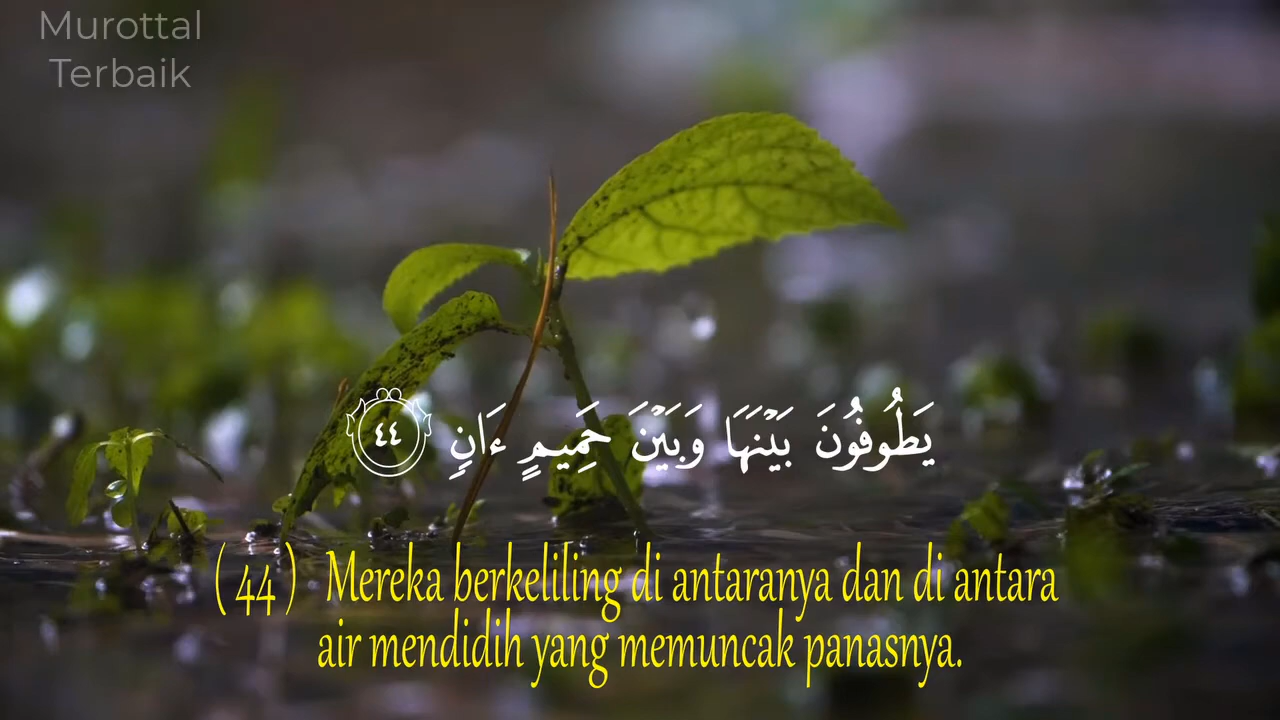 Murottal
Terbaik
يَطُوفُونَ بَيْنَهَا وَبَيْنَ حَمِيمٍ ءَانٍ ٤٤
( 44 ) Mereka berkeliling di antaranya dan di antara
air mendidih yang memuncak panasnya.